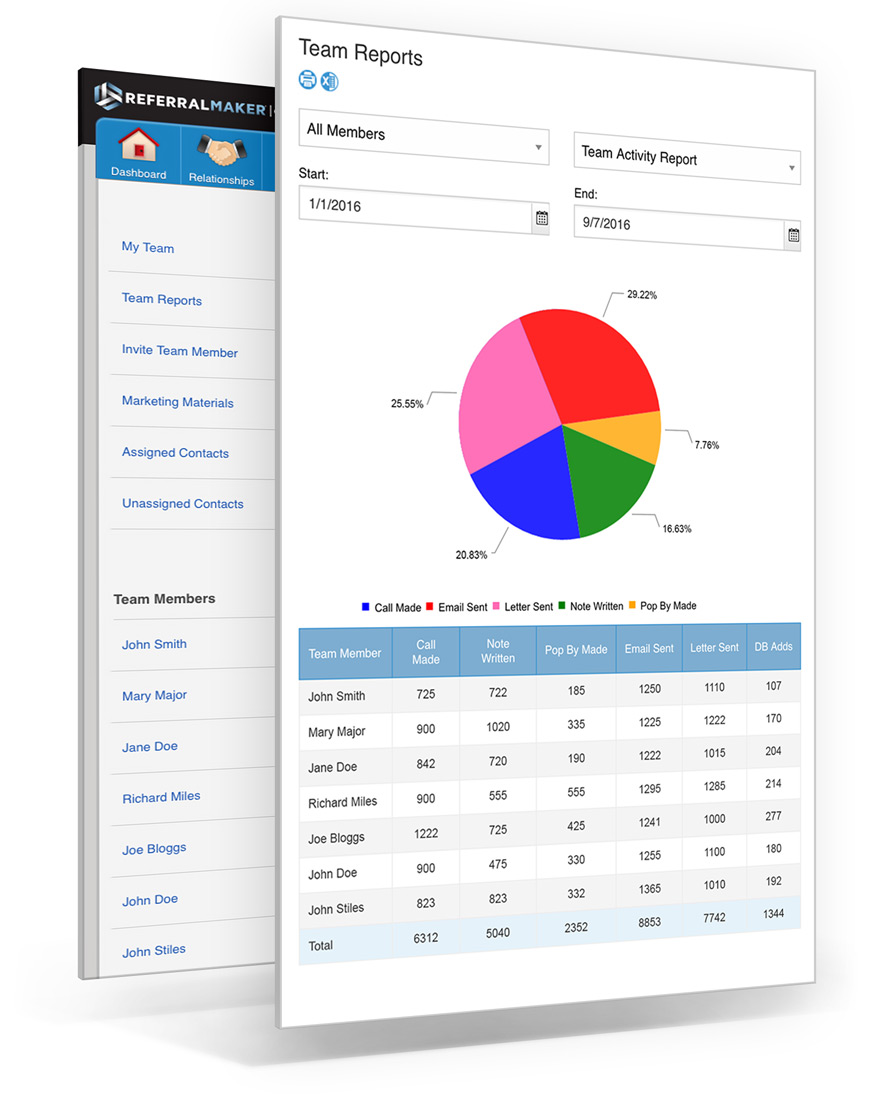 REFERRALMAKER
Dashboard
Relationships
My Team
Team Reports
Invite Team Member
Marketing Materials
Assigned Contacts
Unassigned Contacts
Team Members
John Smith
Mary Major
Jane Doe
Richard Miles
Joe Bloggs
John Doe
John Stiles
Team Reports
All Members
Team Activity Report
Start:
End:
1/1/2016
9/7/2016
29.22%
25.55%
7.76%
16.63%
20.83%
Call Made Email Sent Letter Sent Note Written Pop By Made
Team Member Call Made Note Written Pop By Made Email Sent Letter Sent DB Adds
John Smith 725 722 185 1250 1110 107
Mary Major 900 1020 335 1225 1222 170
Jane Doe 842 720 190 1222 1015 204
Richard Miles 900 555 555 1295 1285 214
Joe Bloggs 1222 725 425 1241 1000 277
John Doe 900 475 330 1255 1100 180
John Stiles 823 823 332 1365 1010 192
Total 6312 5040 2352 8853 7742 1344